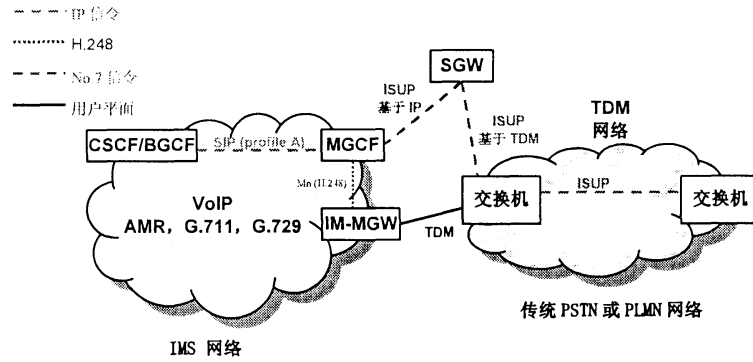 IP 信令
H.248
No.7 信令
用户平面
SGW
ISUP
基于 IP
ISUP
基于 TDM
TDM
网络
CSCF/BGCF
SIP (profile A)
MGCF
Mn (H.248)
VoIP
AMR，G.711，G.729
IM-MGW
TDM
交换机
ISUP
交换机
传统 PSTN 或 PLMN 网络
IMS 网络